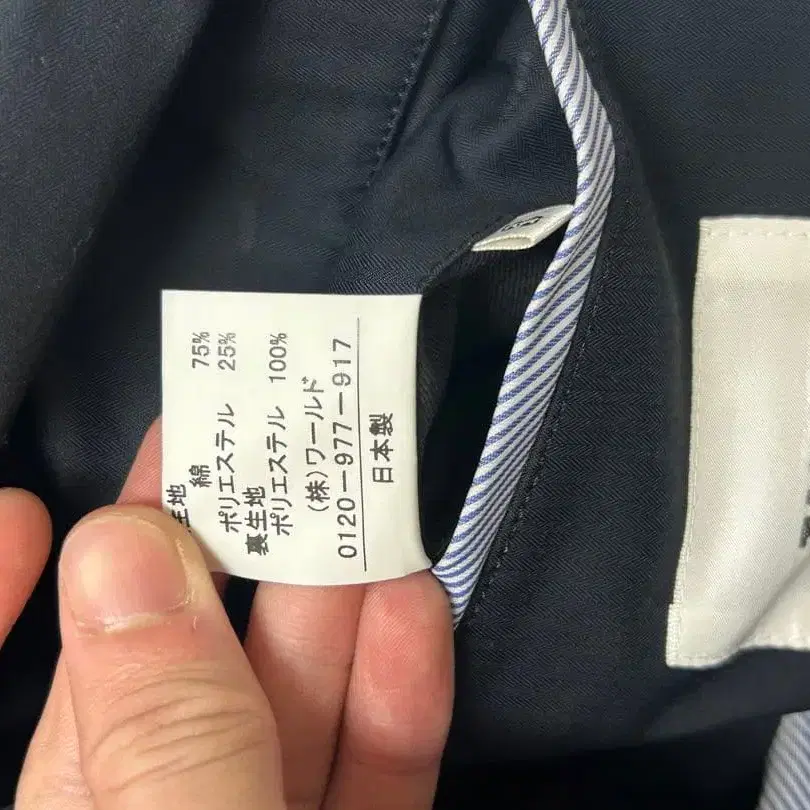 生地
綿 75%
ポリエステル 25%
裏生地
ポリエステル 100%
(株)ワールド
0120-977-917
日本製